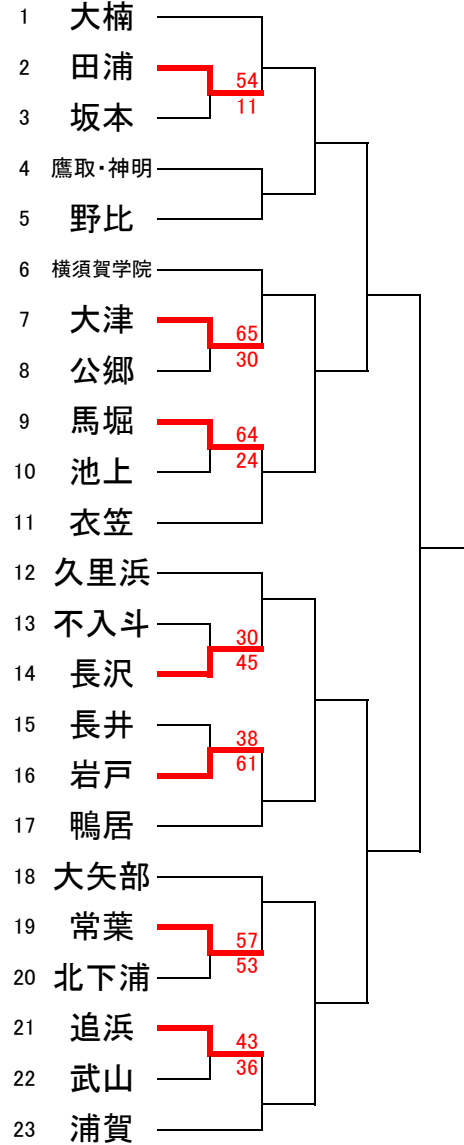 1 大楠
2 田浦
54
11
3 坂本
4 鷹取・神明
5 野比
6 横須賀学院
7 大津
65
30
8 公郷
9 馬堀
64
24
10 池上
11 衣笠
12 久里浜
13 不入斗
30
45
14 長沢
15 長井
38
61
16 岩戸
17 鴨居
18 大矢部
19 常葉
57
53
20 北下浦
21 追浜
43
36
22 武山
23 浦賀